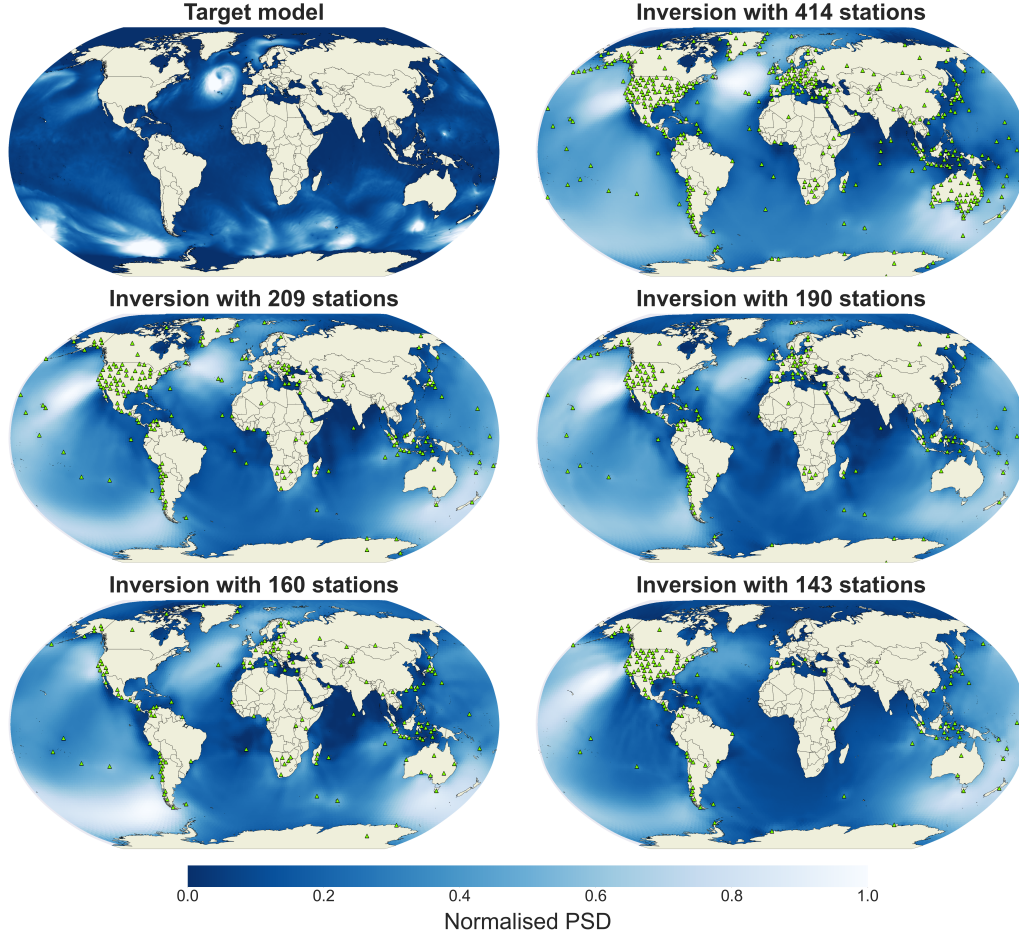 Target model
Inversion with 414 stations
Inversion with 209 stations
Inversion with 190 stations
Inversion with 160 stations
Inversion with 143 stations
0.0 0.2 0.4 0.6 0.8 1.0
Normalised PSD